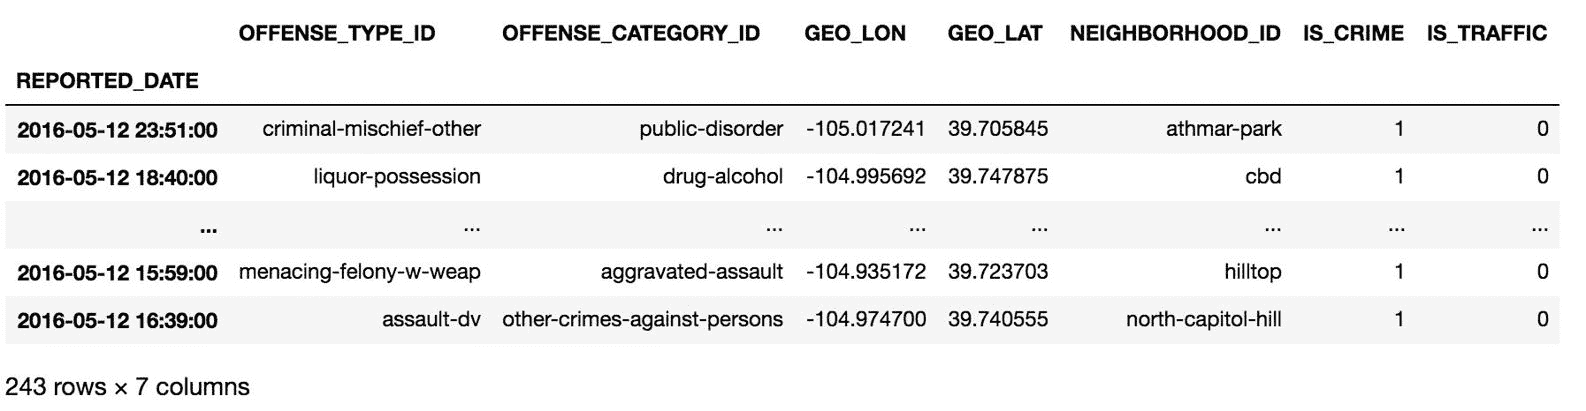 OFFENSE_TYPE_ID OFFENSE_CATEGORY_ID GEO_LON GEO_LAT NEIGHBORHOOD_ID IS_CRIME IS_TRAFFIC
REPORTED_DATE
2016-05-12 23:51:00 criminal-mischief-other public-disorder -105.017241 39.705845 athmar-park 1 0
2016-05-12 18:40:00 liquor-possession drug-alcohol -104.995692 39.747875 cbd 1 0
... ... ... ... ... ... ... ...
2016-05-12 15:59:00 menacing-felony-w-weap aggravated-assault -104.935172 39.723703 hilltop 1 0
2016-05-12 16:39:00 assault-dv other-crimes-against-persons -104.974700 39.740555 north-capitol-hill 1 0
243 rows × 7 columns